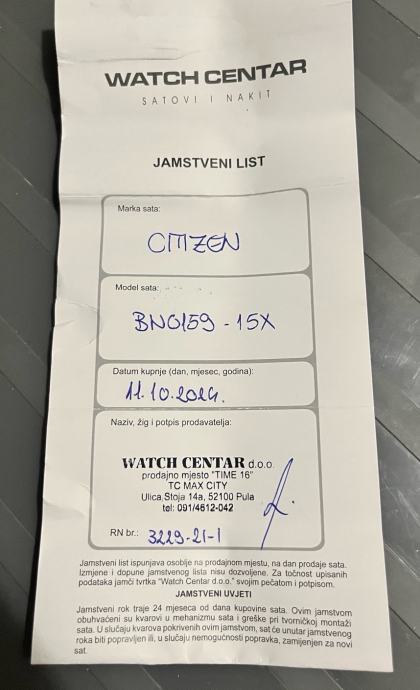 WATCH CENTAR
SATOVI I NAKIT
JAMSTVENI LIST
Marka sata:
CITIZEN
Model sata:
BN0159-15X
Datum kupnje (dan, mjesec, godina):
11.10.2024.
Naziv, žig i potpis prodavatelja:
WATCH CENTAR d.o.o.
prodajno mjesto "TIME 16"
TC MAX CITY
Ulica Stoja 14a, 52100 Pula
tel: 091/4612-042
RN br.: 3229-21-1
Jamstveni list ispunjava osoblje na prodajnom mjestu, na dan prodaje sata.
Izmjene i dopune jamstvenog lista nisu dozvoljene. Za točnost upisanih
podataka jamči tvrtka "Watch Centar d.o.o." svojim pečatom i potpisom.
JAMSTVENI UVJETI
Jamstveni rok traje 24 mjeseca od dana kupovine sata. Ovim jamstvom
obuhvaćeni su kvarovi u mehanizmu sata i greške pri tvorničkoj montaži
sata. U slučaju kvarova pokrivenih ovim jamstvom, sat će unutar jamstvenog
roka biti popravljen ili, u slučaju nemogućnosti popravka, zamijenjen za novi
sat.